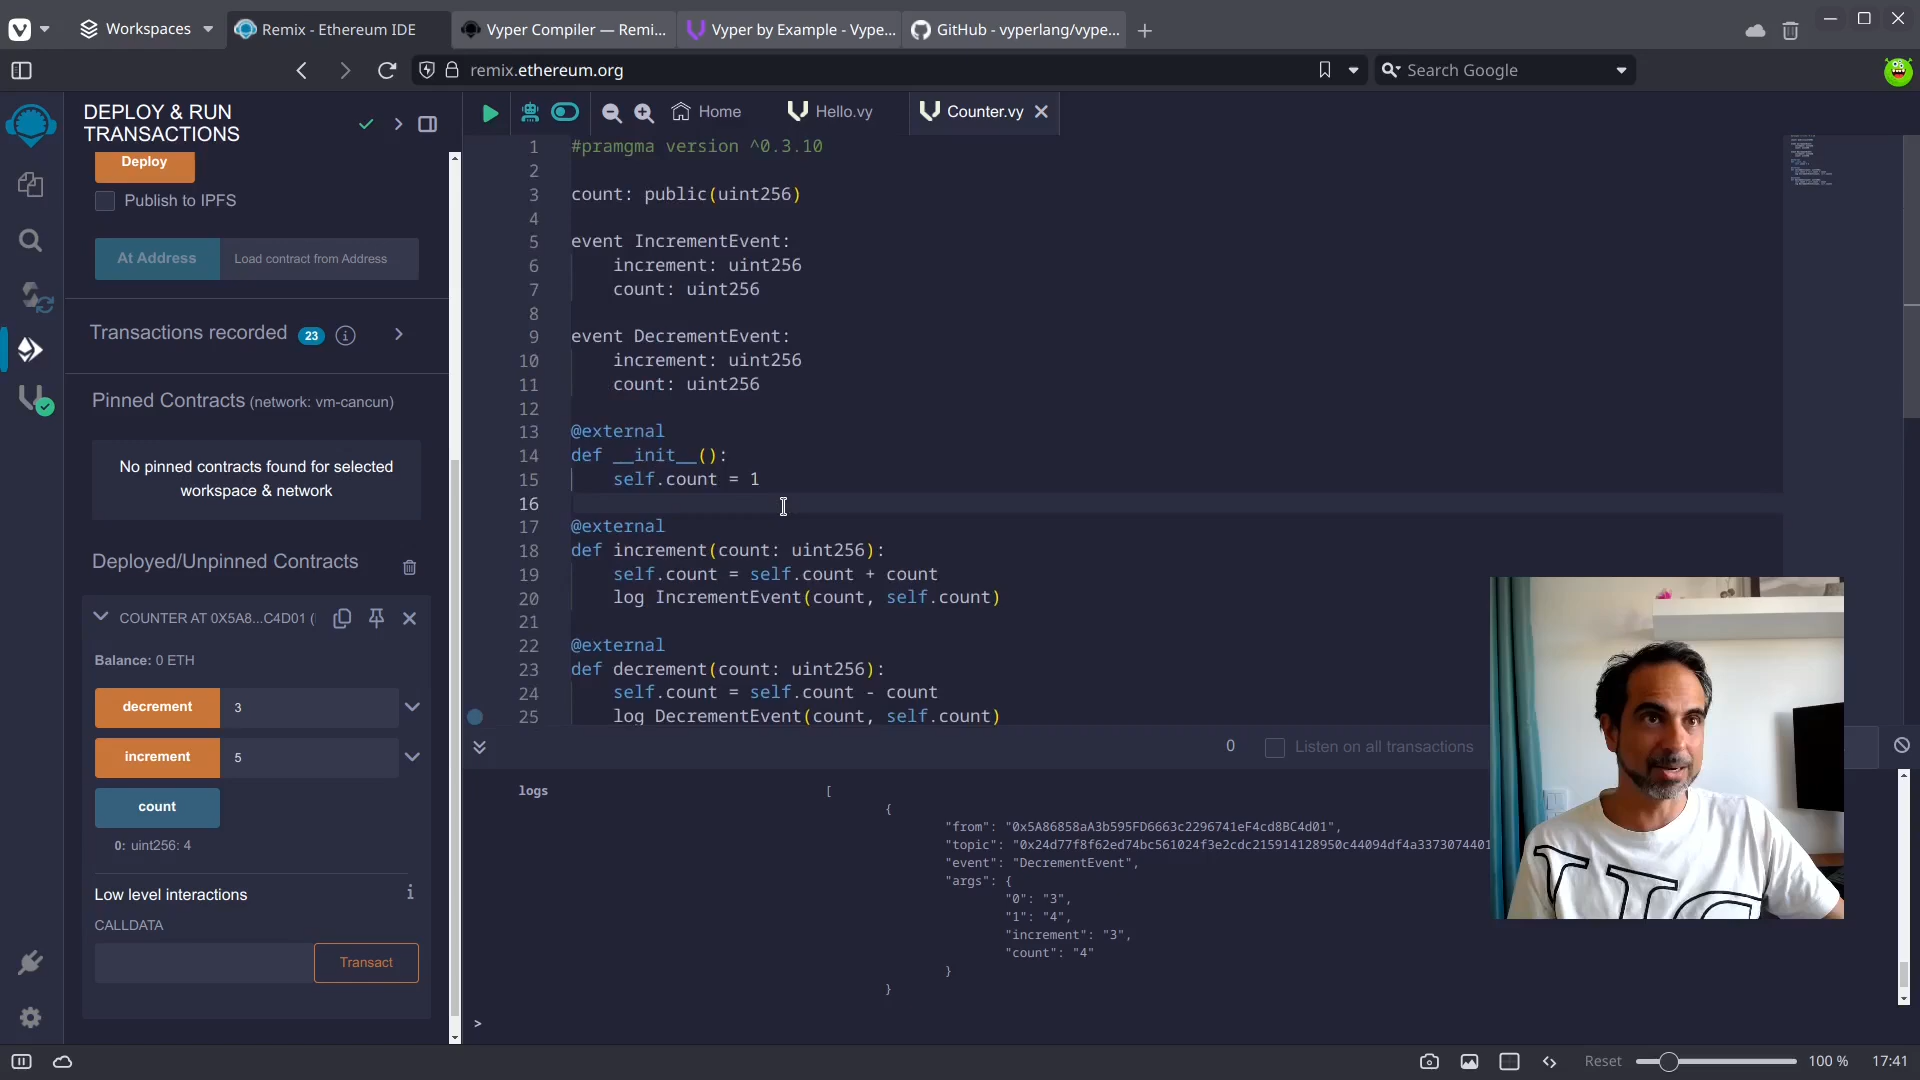 Workspaces
Remix - Ethereum IDE
Vyper Compiler — Remi...
Vyper by Example - Vype...
GitHub - vyperlang/vype...
remix.ethereum.org
Search Google
DEPLOY & RUN
TRANSACTIONS
Deploy
Publish to IPFS
At Address
Load contract from Address
Transactions recorded 23
Pinned Contracts (network: vm-cancun)
No pinned contracts found for selected
workspace & network
Deployed/Unpinned Contracts
COUNTER AT 0X5A8...C4D01 (
Balance: 0 ETH
decrement 3
increment 5
count
0: uint256: 4
Low level interactions
CALLDATA
Transact
Home
Hello.vy
Counter.vy
1 #pramgma version ^0.3.10
2
3 count: public(uint256)
4
5 event IncrementEvent:
6 increment: uint256
7 count: uint256
8
9 event DecrementEvent:
10 increment: uint256
11 count: uint256
12
13 @external
14 def __init__():
15 self.count = 1
16
17 @external
18 def increment(count: uint256):
19 self.count = self.count + count
20 log IncrementEvent(count, self.count)
21
22 @external
23 def decrement(count: uint256):
24 self.count = self.count - count
25 log DecrementEvent(count, self.count)
0
Listen on all transactions
logs
[
{
"from": "0x5A86858aA3b595FD6663c2296741eF4cd8BC4d01",
"topic": "0x24d77f8f62ed74bc561024f3e2cdc215914128950c44094df4a3373074401
"event": "DecrementEvent",
"args": {
"0": "3",
"1": "4",
"increment": "3",
"count": "4"
}
}
>
Reset
100 %
17:41